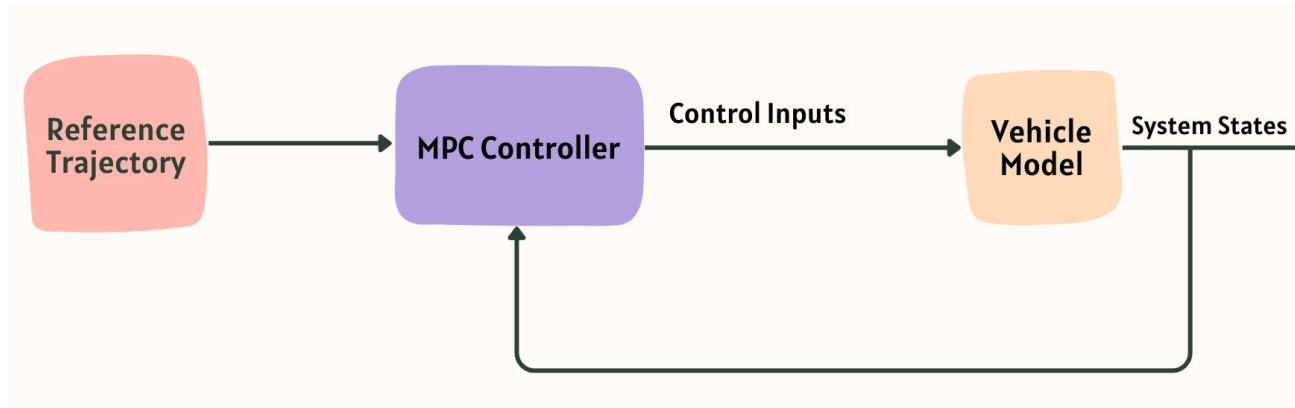 Reference
Trajectory
MPC Controller
Control Inputs
Vehicle
Model
System States